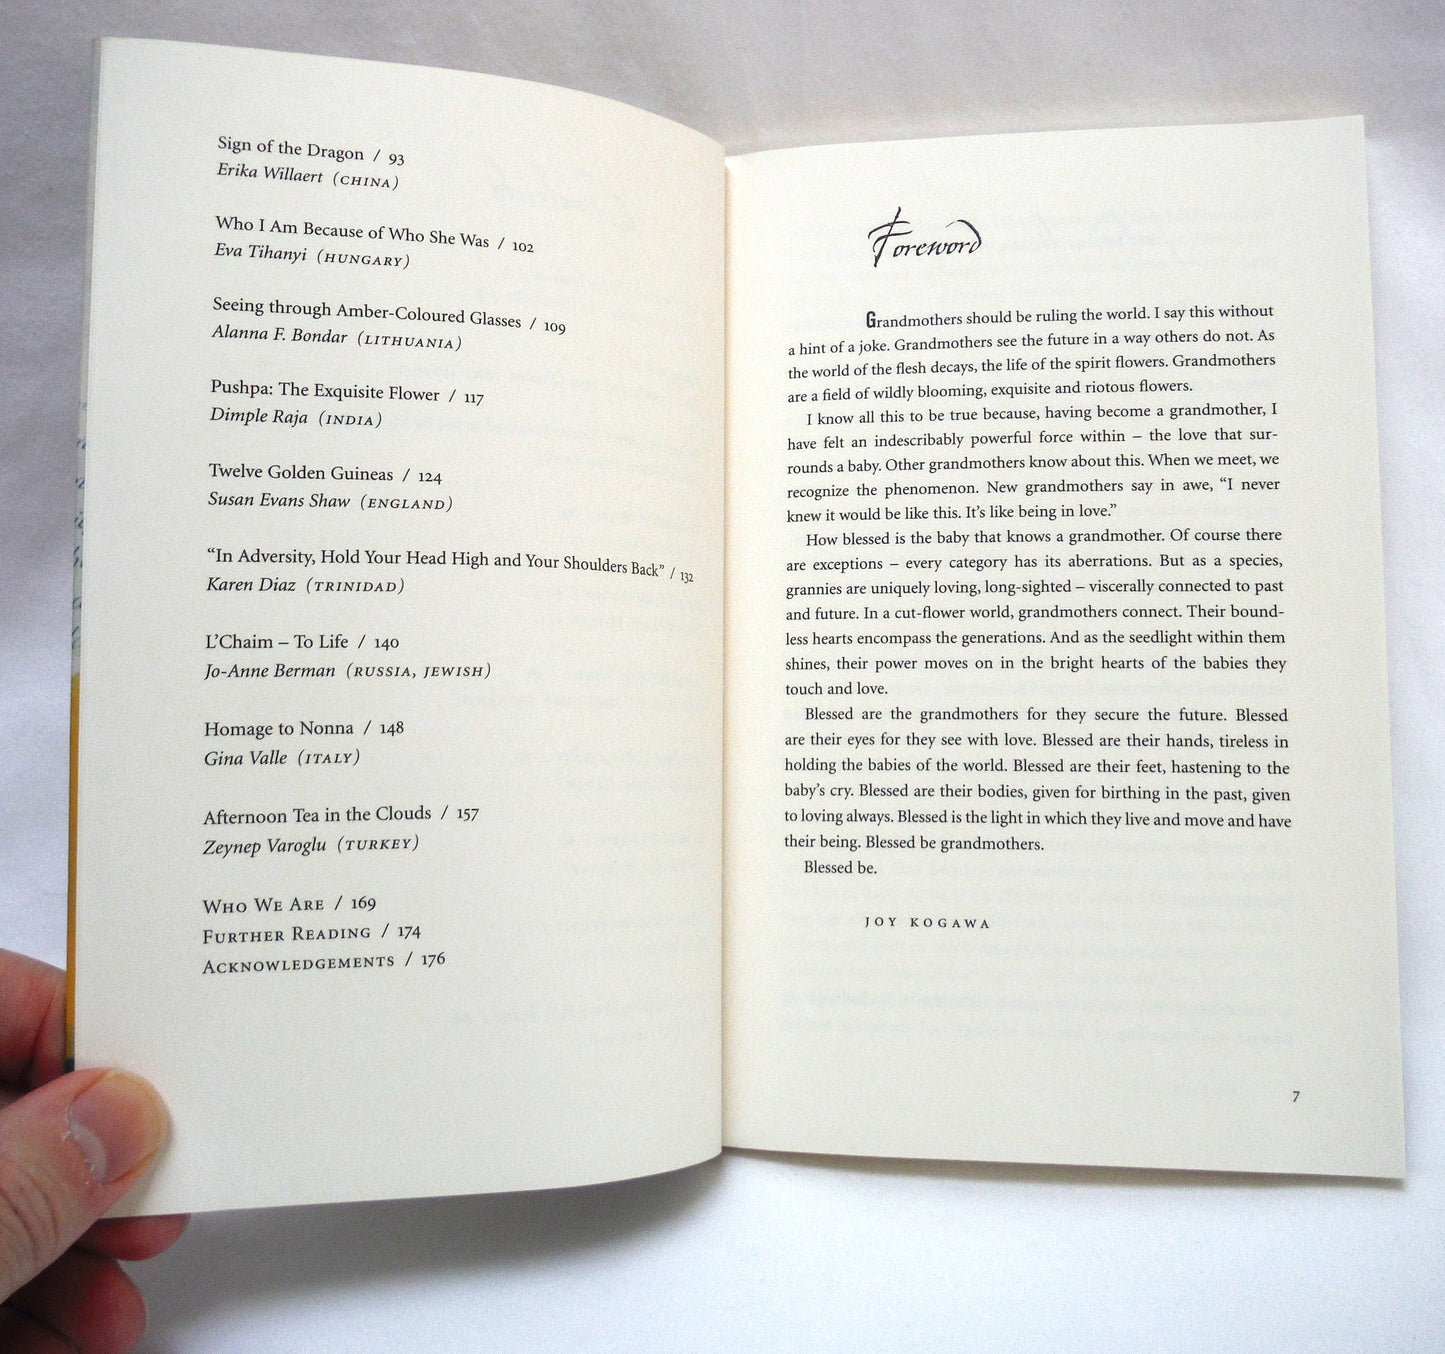 Sign of the Dragon / 93
Erika Willaert (CHINA)
Who I Am Because of Who She Was / 102
Eva Tihanyi (HUNGARY)
Seeing through Amber-Coloured Glasses / 109
Alanna F. Bondar (LITHUANIA)
Pushpa: The Exquisite Flower / 117
Dimple Raja (INDIA)
Twelve Golden Guineas / 124
Susan Evans Shaw (ENGLAND)
“In Adversity, Hold Your Head High and Your Shoulders Back” / 132
Karen Diaz (TRINIDAD)
L’Chaim – To Life / 140
Jo-Anne Berman (RUSSIA, JEWISH)
Homage to Nonna / 148
Gina Valle (ITALY)
Afternoon Tea in the Clouds / 157
Zeynep Varoglu (TURKEY)
WHO WE ARE / 169
FURTHER READING / 174
ACKNOWLEDGEMENTS / 176
Foreword
Grandmothers should be ruling the world. I say this without
a hint of a joke. Grandmothers see the future in a way others do not. As
the world of the flesh decays, the life of the spirit flowers. Grandmothers
are a field of wildly blooming, exquisite and riotous flowers.
I know all this to be true because, having become a grandmother, I
have felt an indescribably powerful force within – the love that sur-
rounds a baby. Other grandmothers know about this. When we meet, we
recognize the phenomenon. New grandmothers say in awe, “I never
knew it would be like this. It’s like being in love.”
How blessed is the baby that knows a grandmother. Of course there
are exceptions – every category has its aberrations. But as a species,
grannies are uniquely loving, long-sighted – viscerally connected to past
and future. In a cut-flower world, grandmothers connect. Their bound-
less hearts encompass the generations. And as the seedlight within them
shines, their power moves on in the bright hearts of the babies they
touch and love.
Blessed are the grandmothers for they secure the future. Blessed
are their eyes for they see with love. Blessed are their hands, tireless in
holding the babies of the world. Blessed are their feet, hastening to the
baby’s cry. Blessed are their bodies, given for birthing in the past, given
to loving always. Blessed is the light in which they live and move and have
their being. Blessed be grandmothers.
Blessed be.
JOY KOGAWA
7